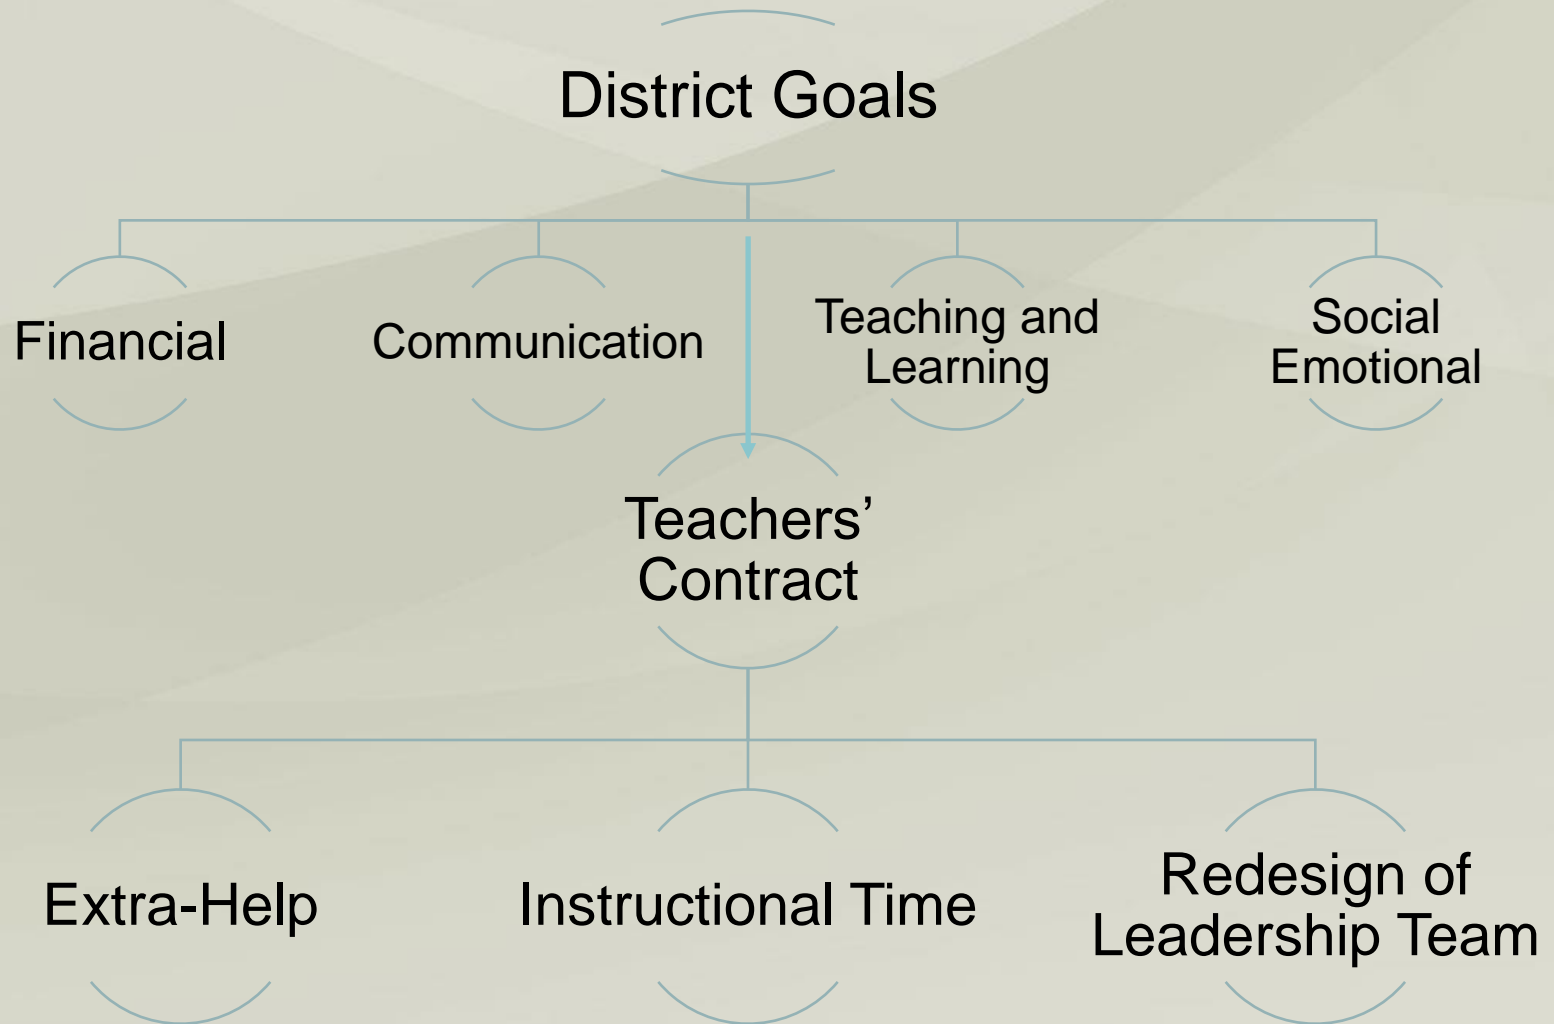 District Goals
Financial
Communication
Teaching and
Learning
Social
Emotional
Teachers’
Contract
Extra-Help
Instructional Time
Redesign of
Leadership Team